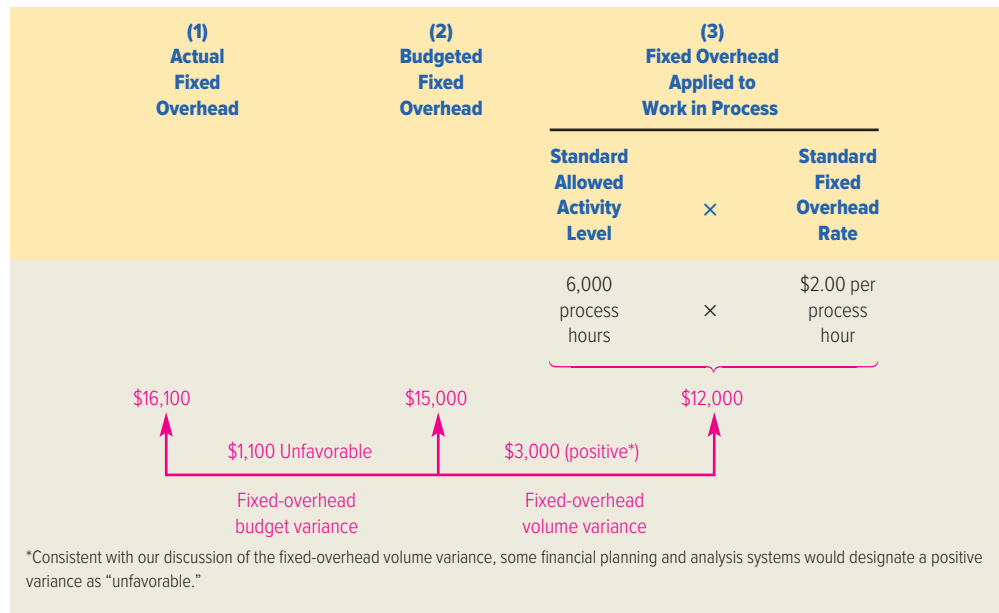 (1)
Actual
Fixed
Overhead
(2)
Budgeted
Fixed
Overhead
(3)
Fixed Overhead
Applied to
Work in Process
Standard
Allowed
Activity
Level
×
Standard
Fixed
Overhead
Rate
6,000
process
hours
×
$2.00 per
process
hour
$16,100
$15,000
$12,000
$1,100 Unfavorable
$3,000 (positive*)
Fixed-overhead
budget variance
Fixed-overhead
volume variance
*Consistent with our discussion of the fixed-overhead volume variance, some financial planning and analysis systems would designate a positive
variance as “unfavorable.”